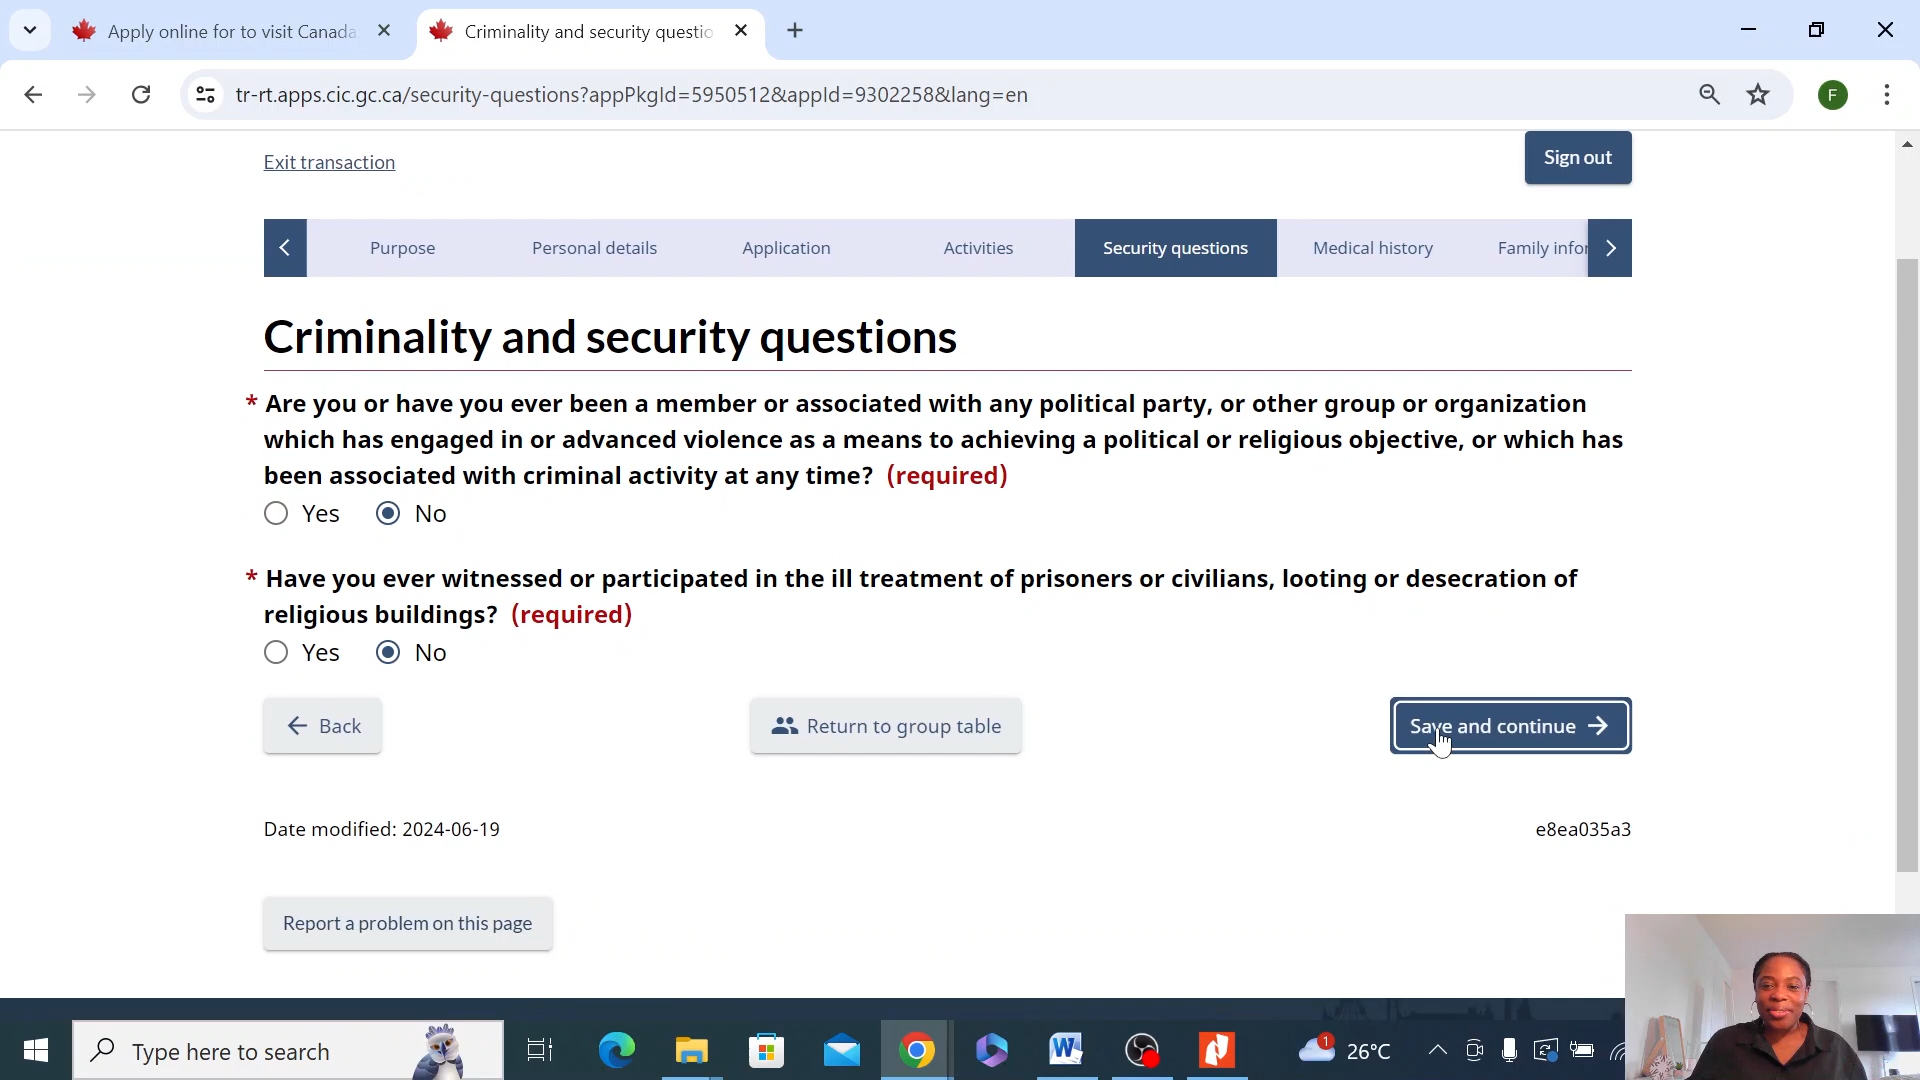 Apply online for to visit Canada
Criminality and security questio
tr-rt.apps.cic.gc.ca/security-questions?appPkgId=5950512&appId=9302258&lang=en
F
Exit transaction
Sign out
Purpose
Personal details
Application
Activities
Security questions
Medical history
Family infor
Criminality and security questions
* Are you or have you ever been a member or associated with any political party, or other group or organization
which has engaged in or advanced violence as a means to achieving a political or religious objective, or which has
been associated with criminal activity at any time? (required)
Yes No
* Have you ever witnessed or participated in the ill treatment of prisoners or civilians, looting or desecration of
religious buildings? (required)
Yes No
Back
Return to group table
Save and continue
Date modified: 2024-06-19
e8ea035a3
Report a problem on this page
Type here to search
W
1
26°C